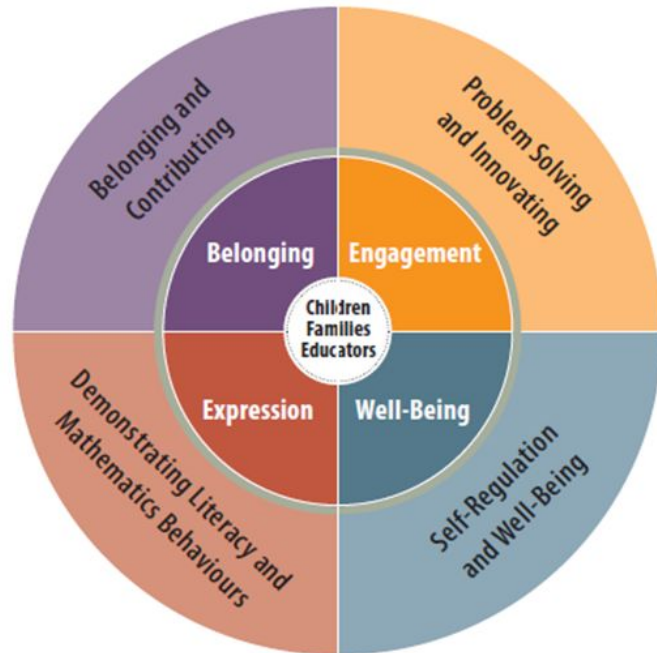 Belonging and
Contributing
Problem Solving
and Innovating
Belonging
Engagement
Children
Families
Educators
Expression
Well-Being
Demonstrating Literacy and
Mathematics Behaviours
Self-Regulation
and Well-Being